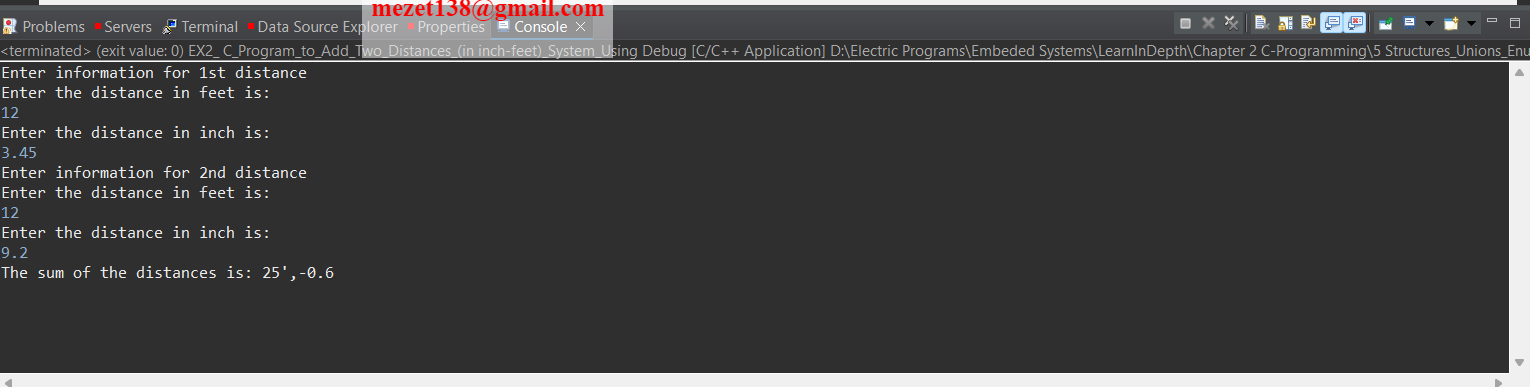 mezet138@gmail.com
Problems Servers Terminal Data Source Explorer Properties Console
<terminated> (exit value: 0) EX2_ C_Program_to_Add_Two_Distances_(in inch-feet)_System_Using Debug [C/C++ Application] D:\Electric Programs\Embeded Systems\LearnInDepth\Chapter 2 C-Programming\5 Structures_Unions_Enu
Enter information for 1st distance
Enter the distance in feet is:
12
Enter the distance in inch is:
3.45
Enter information for 2nd distance
Enter the distance in feet is:
12
Enter the distance in inch is:
9.2
The sum of the distances is: 25',-0.6